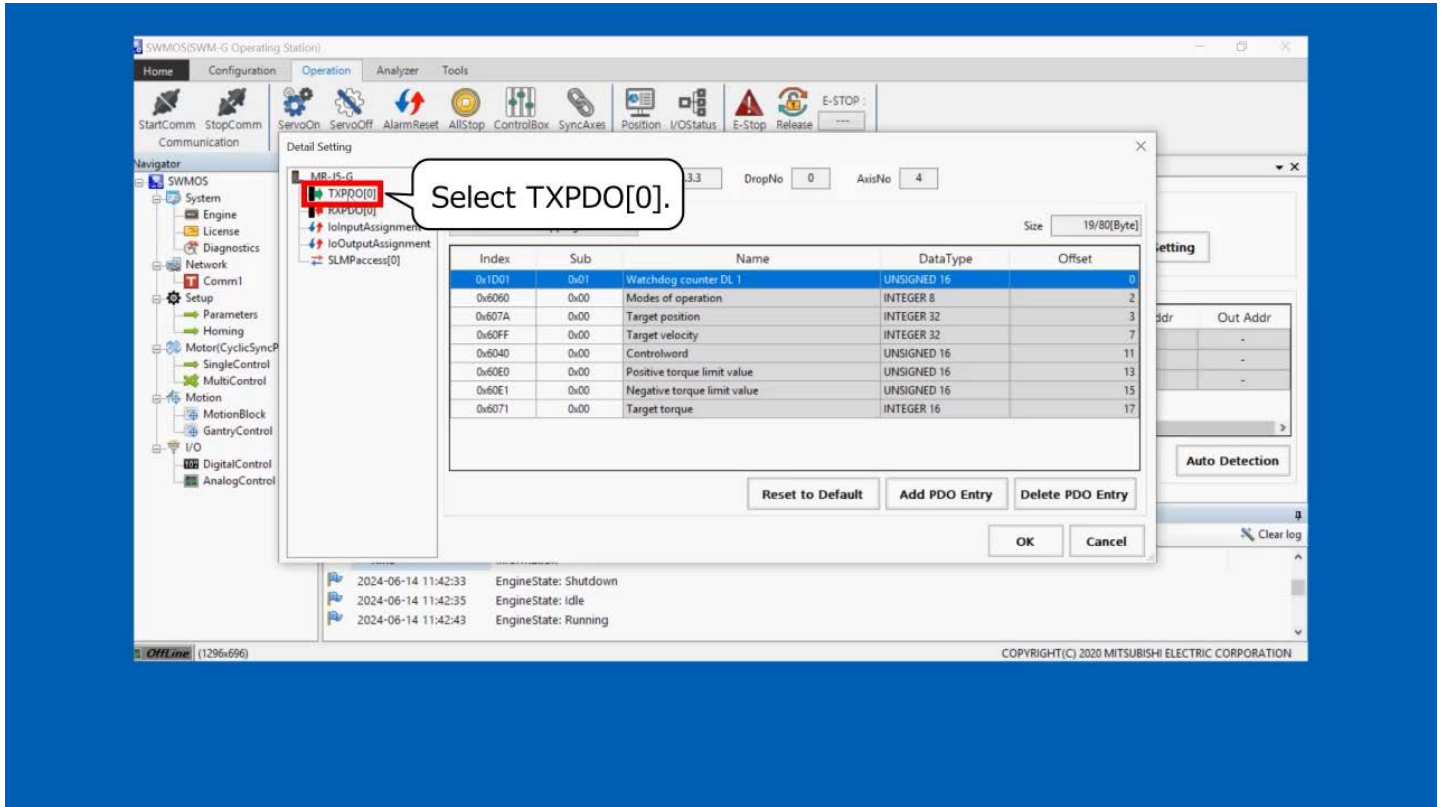 SWMOS(SWM-G Operating Station)
Home Configuration Operation Analyzer Tools
StartComm StopComm ServoOn ServoOff AlarmReset AllStop ControlBox SyncAxes Position I/OStatus E-Stop Release E-STOP : ---
Communication
Detail Setting
Navigator
SWMOS
System
Engine
License
Diagnostics
Network
Comm1
Setup
Parameters
Homing
Motor(CyclicSyncP
SingleControl
MultiControl
Motion
MotionBlock
GantryControl
I/O
DigitalControl
AnalogControl
MR-J5-G
TXPDO[0]
RXPDO[0]
IoInputAssignment
IoOutputAssignment
SLMPaccess[0]
Select TXPDO[0].
.3.3 DropNo 0 AxisNo 4
Size 19/80[Byte]
Index Sub Name DataType Offset
0x1D01 0x01 Watchdog counter DL 1 UNSIGNED 16 0
0x6060 0x00 Modes of operation INTEGER 8 2
0x607A 0x00 Target position INTEGER 32 3
0x60FF 0x00 Target velocity INTEGER 32 7
0x6040 0x00 Controlword UNSIGNED 16 11
0x60E0 0x00 Positive torque limit value UNSIGNED 16 13
0x60E1 0x00 Negative torque limit value UNSIGNED 16 15
0x6071 0x00 Target torque INTEGER 16 17
Reset to Default Add PDO Entry Delete PDO Entry
OK Cancel
etting
ddr Out Addr
-
-
-
Auto Detection
Clear log
2024-06-14 11:42:33 EngineState: Shutdown
2024-06-14 11:42:35 EngineState: Idle
2024-06-14 11:42:43 EngineState: Running
OffLine (1296x696)
COPYRIGHT(C) 2020 MITSUBISHI ELECTRIC CORPORATION